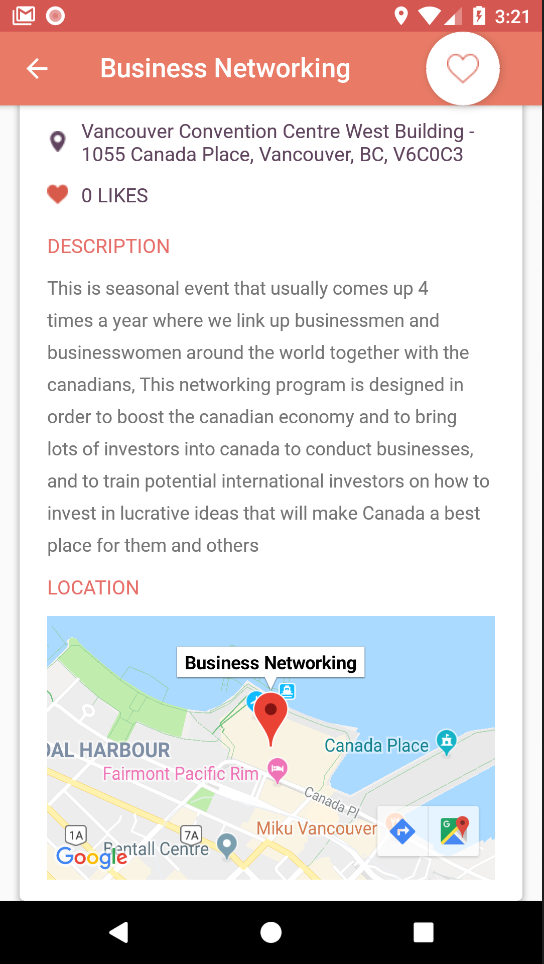 3:21
Business Networking
Vancouver Convention Centre West Building -
1055 Canada Place, Vancouver, BC, V6C0C3
0 LIKES
DESCRIPTION
This is seasonal event that usually comes up 4
times a year where we link up businessmen and
businesswomen around the world together with the
canadians, This networking program is designed in
order to boost the canadian economy and to bring
lots of investors into canada to conduct businesses,
and to train potential international investors on how to
invest in lucrative ideas that will make Canada a best
place for them and others
LOCATION
Business Networking
DAL HARBOUR
Canada Place
Fairmont Pacific Rim
Canada Pl
Miku Vancouver
1A
7A
Bentall Centre
Google
G